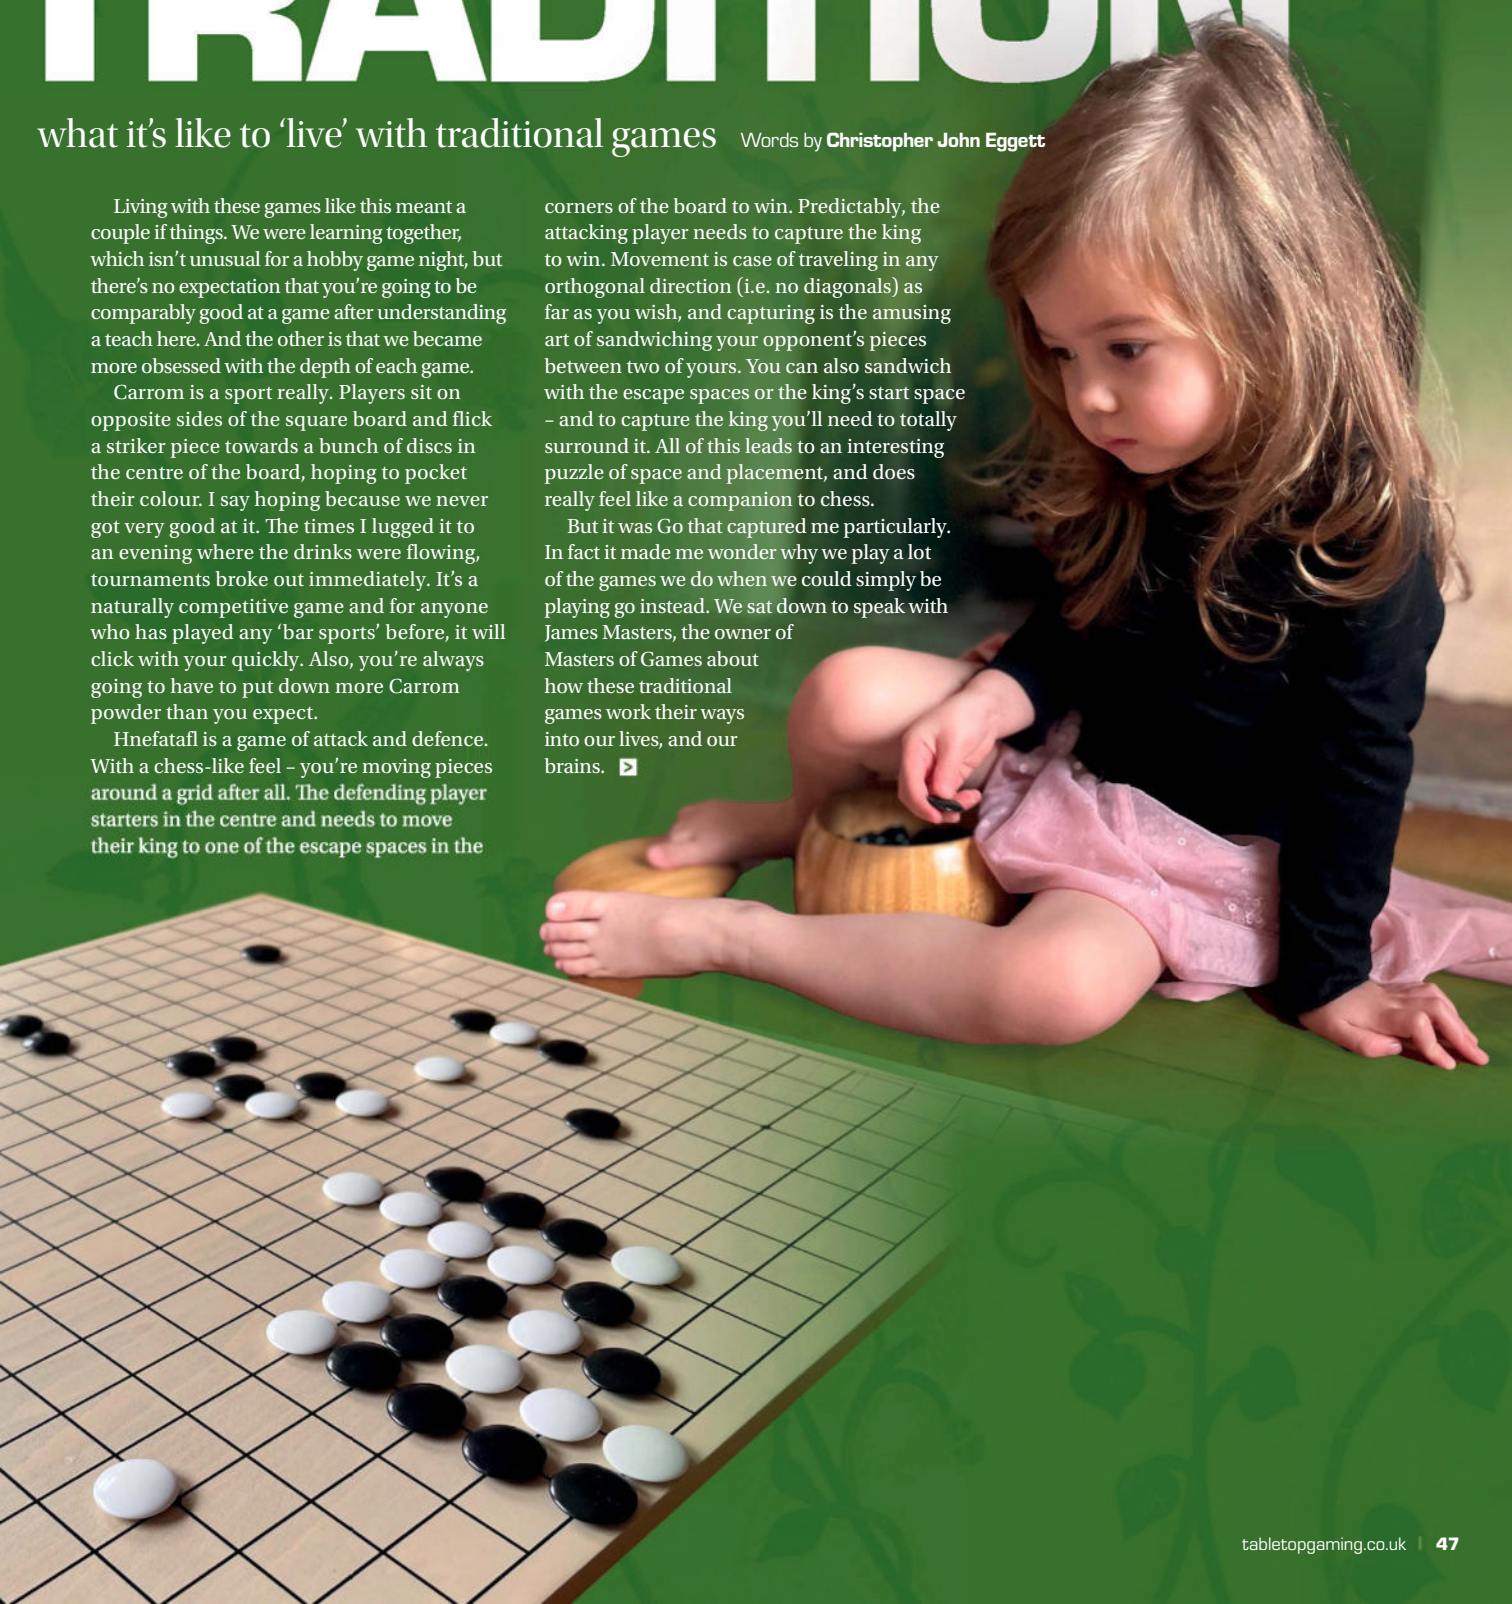 TRADITION
what it's like to ‘live’ with traditional games Words by Christopher John Eggett
Living with these games like this meant a
couple if things. We were learning together,
which isn't unusual for a hobby game night, but
there's no expectation that you're going to be
comparably good at a game after understanding
a teach here. And the other is that we became
more obsessed with the depth of each game.
Carrom is a sport really. Players sit on
opposite sides of the square board and flick
a striker piece towards a bunch of discs in
the centre of the board, hoping to pocket
their colour. I say hoping because we never
got very good at it. The times I lugged it to
an evening where the drinks were flowing,
tournaments broke out immediately. It's a
naturally competitive game and for anyone
who has played any ‘bar sports’ before, it will
click with your quickly. Also, you're always
going to have to put down more Carrom
powder than you expect.
Hnefatafl is a game of attack and defence.
With a chess-like feel – you're moving pieces
around a grid after all. The defending player
starters in the centre and needs to move
their king to one of the escape spaces in the
corners of the board to win. Predictably, the
attacking player needs to capture the king
to win. Movement is case of traveling in any
orthogonal direction (i.e. no diagonals) as
far as you wish, and capturing is the amusing
art of sandwiching your opponent's pieces
between two of yours. You can also sandwich
with the escape spaces or the king's start space
– and to capture the king you'll need to totally
surround it. All of this leads to an interesting
puzzle of space and placement, and does
really feel like a companion to chess.
But it was Go that captured me particularly.
In fact it made me wonder why we play a lot
of the games we do when we could simply be
playing go instead. We sat down to speak with
James Masters, the owner of
Masters of Games about
how these traditional
games work their ways
into our lives, and our
brains.
tabletopgaming.co.uk | 47